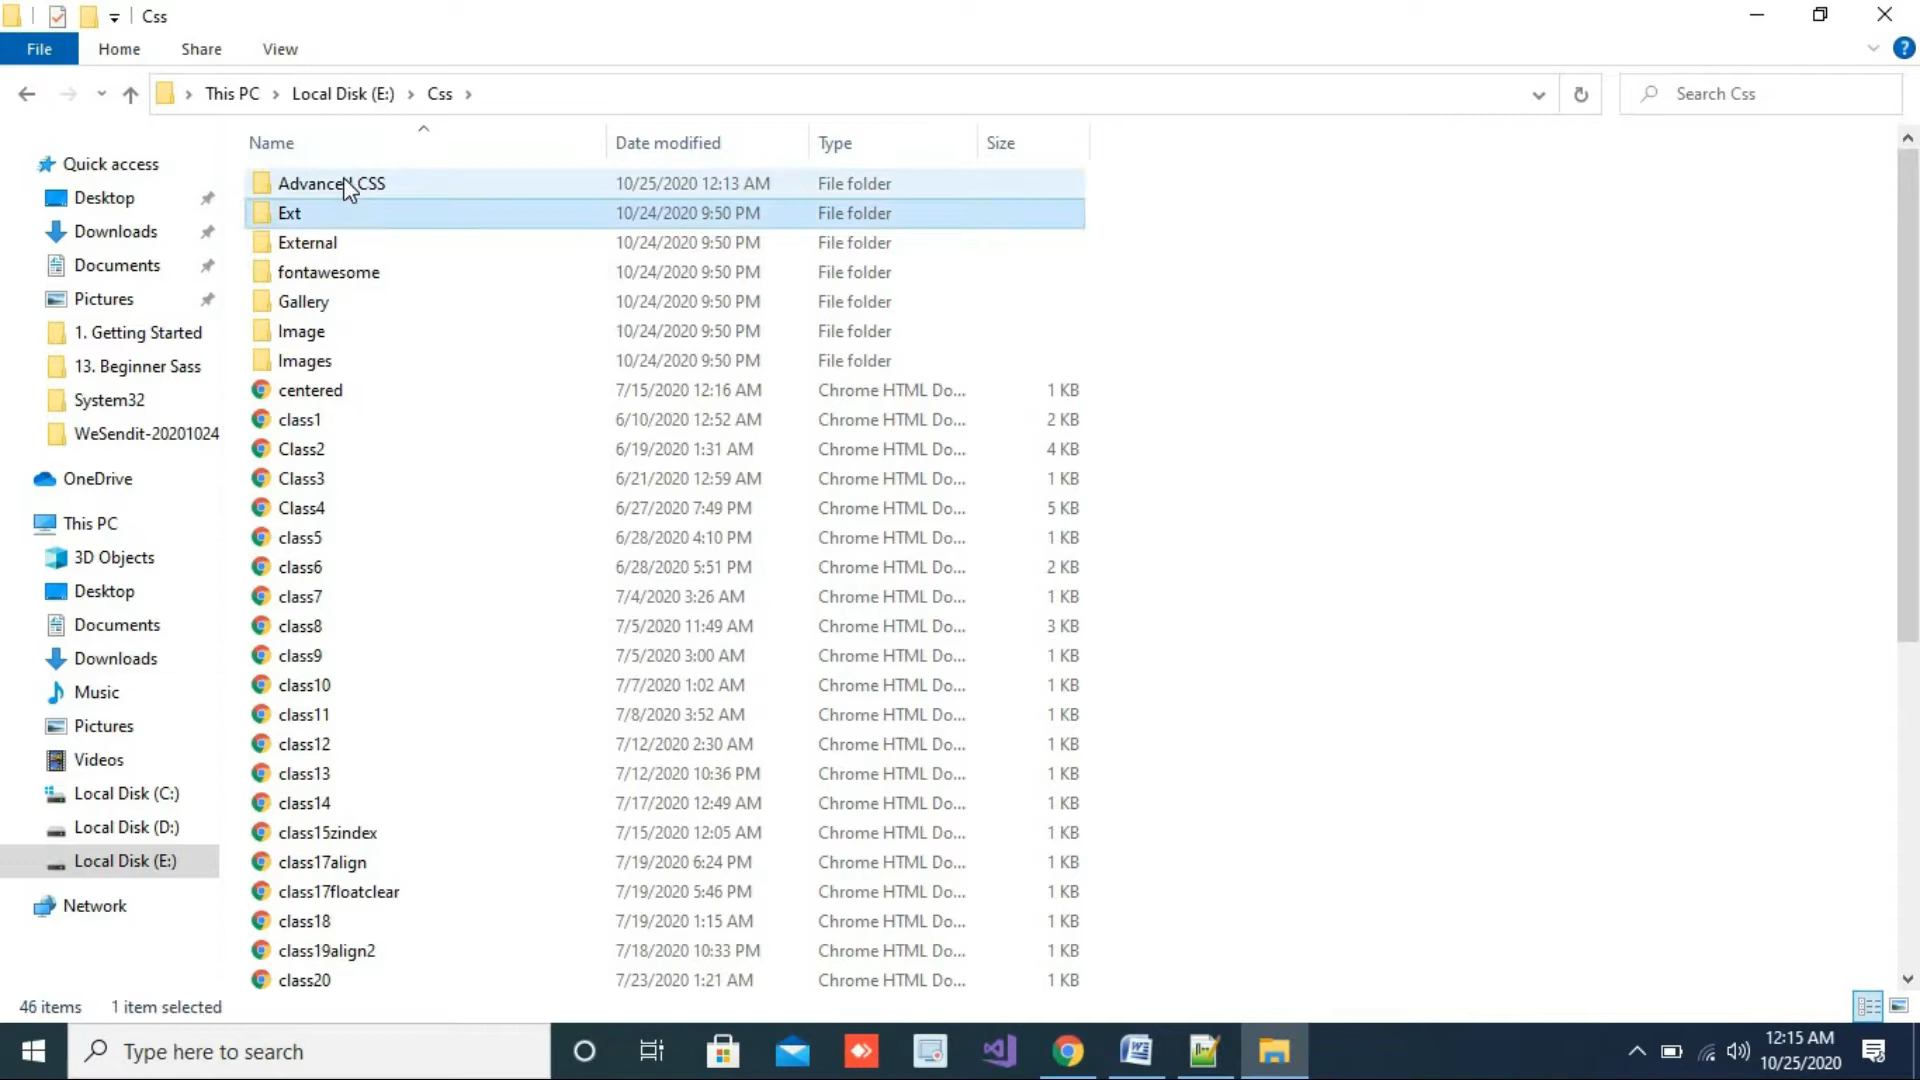 Css
File Home Share View
This PC Local Disk (E:) Css Search Css
Name Date modified Type Size
Quick access
Desktop
Downloads
Documents
Pictures
1. Getting Started
13. Beginner Sass
System32
WeSendit-20201024
OneDrive
This PC
3D Objects
Desktop
Documents
Downloads
Music
Pictures
Videos
Local Disk (C:)
Local Disk (D:)
Local Disk (E:)
Network
Advanced CSS 10/25/2020 12:13 AM File folder
Ext 10/24/2020 9:50 PM File folder
External 10/24/2020 9:50 PM File folder
fontawesome 10/24/2020 9:50 PM File folder
Gallery 10/24/2020 9:50 PM File folder
Image 10/24/2020 9:50 PM File folder
Images 10/24/2020 9:50 PM File folder
centered 7/15/2020 12:16 AM Chrome HTML Do... 1 KB
class1 6/10/2020 12:52 AM Chrome HTML Do... 2 KB
Class2 6/19/2020 1:31 AM Chrome HTML Do... 4 KB
Class3 6/21/2020 12:59 AM Chrome HTML Do... 1 KB
Class4 6/27/2020 7:49 PM Chrome HTML Do... 5 KB
class5 6/28/2020 4:10 PM Chrome HTML Do... 1 KB
class6 6/28/2020 5:51 PM Chrome HTML Do... 2 KB
class7 7/4/2020 3:26 AM Chrome HTML Do... 1 KB
class8 7/5/2020 11:49 AM Chrome HTML Do... 3 KB
class9 7/5/2020 3:00 AM Chrome HTML Do... 1 KB
class10 7/7/2020 1:02 AM Chrome HTML Do... 1 KB
class11 7/8/2020 3:52 AM Chrome HTML Do... 1 KB
class12 7/12/2020 2:30 AM Chrome HTML Do... 1 KB
class13 7/12/2020 10:36 PM Chrome HTML Do... 1 KB
class14 7/17/2020 12:49 AM Chrome HTML Do... 1 KB
class15zindex 7/15/2020 12:05 AM Chrome HTML Do... 1 KB
class17align 7/19/2020 6:24 PM Chrome HTML Do... 1 KB
class17floatclear 7/19/2020 5:46 PM Chrome HTML Do... 1 KB
class18 7/19/2020 1:15 AM Chrome HTML Do... 1 KB
class19align2 7/18/2020 10:33 PM Chrome HTML Do... 1 KB
class20 7/23/2020 1:21 AM Chrome HTML Do... 1 KB
46 items 1 item selected
Type here to search
12:15 AM
10/25/2020